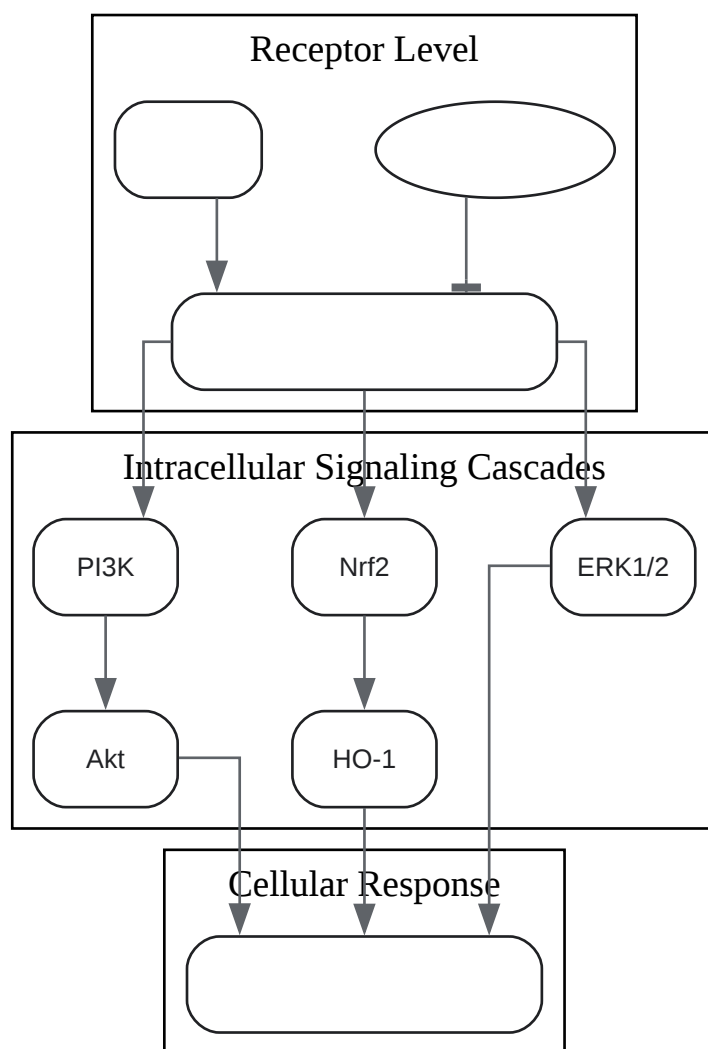 Receptor Level
Intracellular Signaling Cascades
PI3K
Nrf2
ERK1/2
Akt
HO-1
Cellular Response